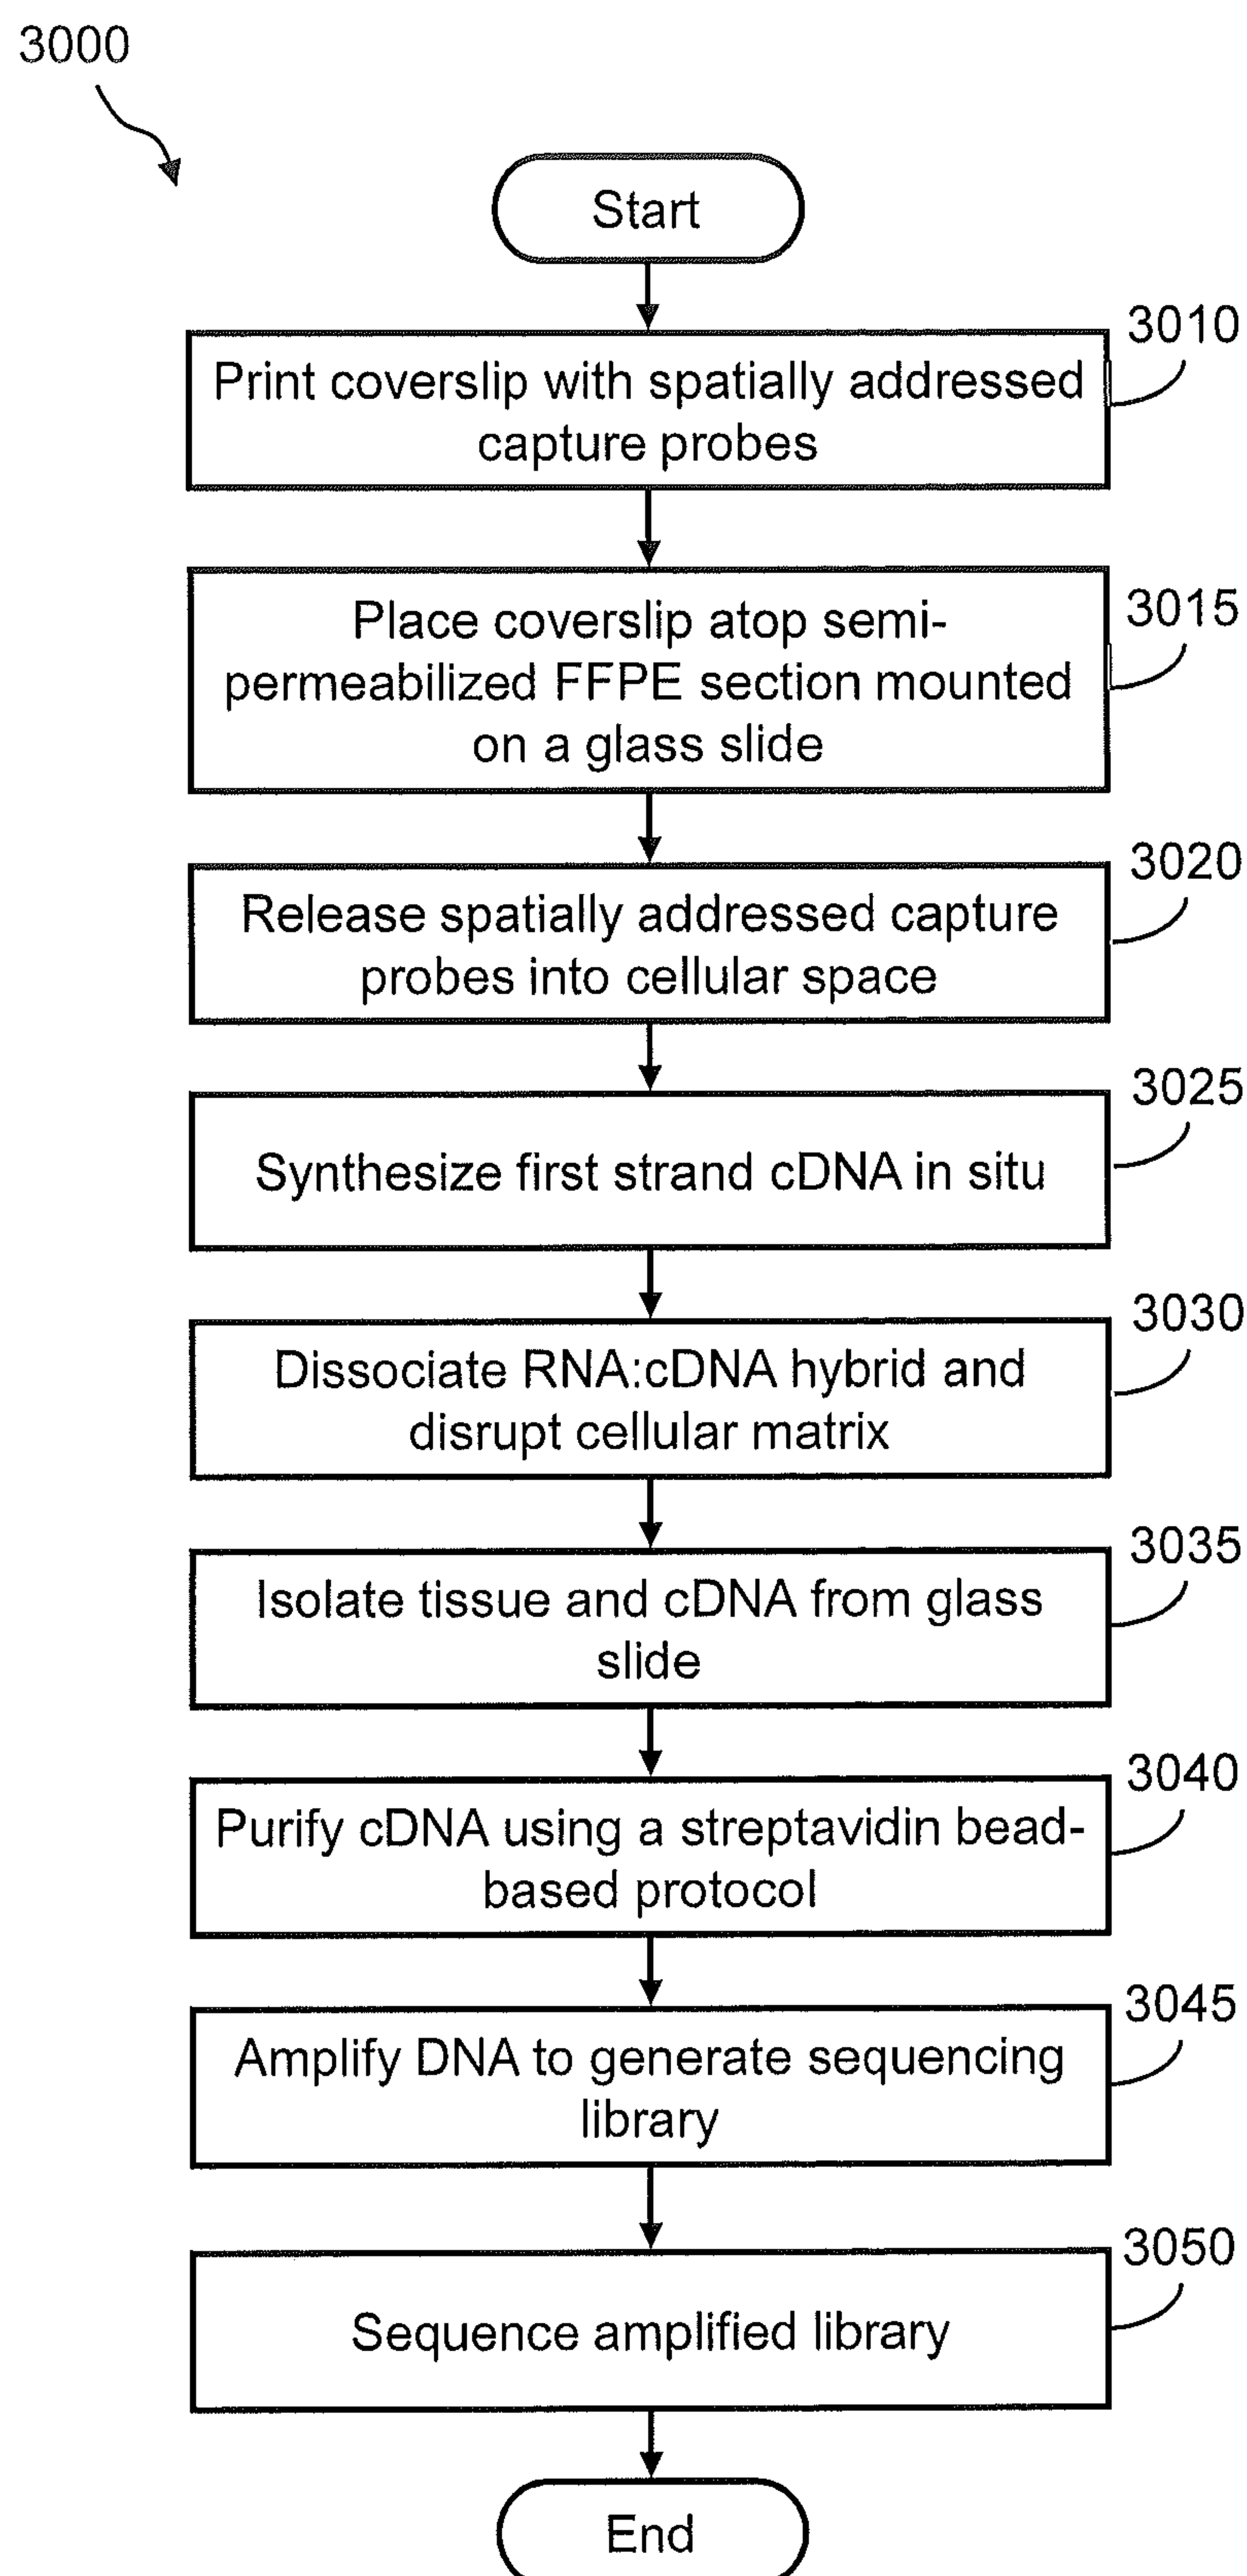 3000
Start
3010
Print coverslip with spatially addressed
capture probes
3015
Place coverslip atop semi-
permeabilized FFPE section mounted
on a glass slide
3020
Release spatially addressed capture
probes into cellular space
3025
Synthesize first strand cDNA in situ
3030
Dissociate RNA:cDNA hybrid and
disrupt cellular matrix
3035
Isolate tissue and cDNA from glass
slide
3040
Purify cDNA using a streptavidin bead-
based protocol
3045
Amplify DNA to generate sequencing
library
3050
Sequence amplified library
End